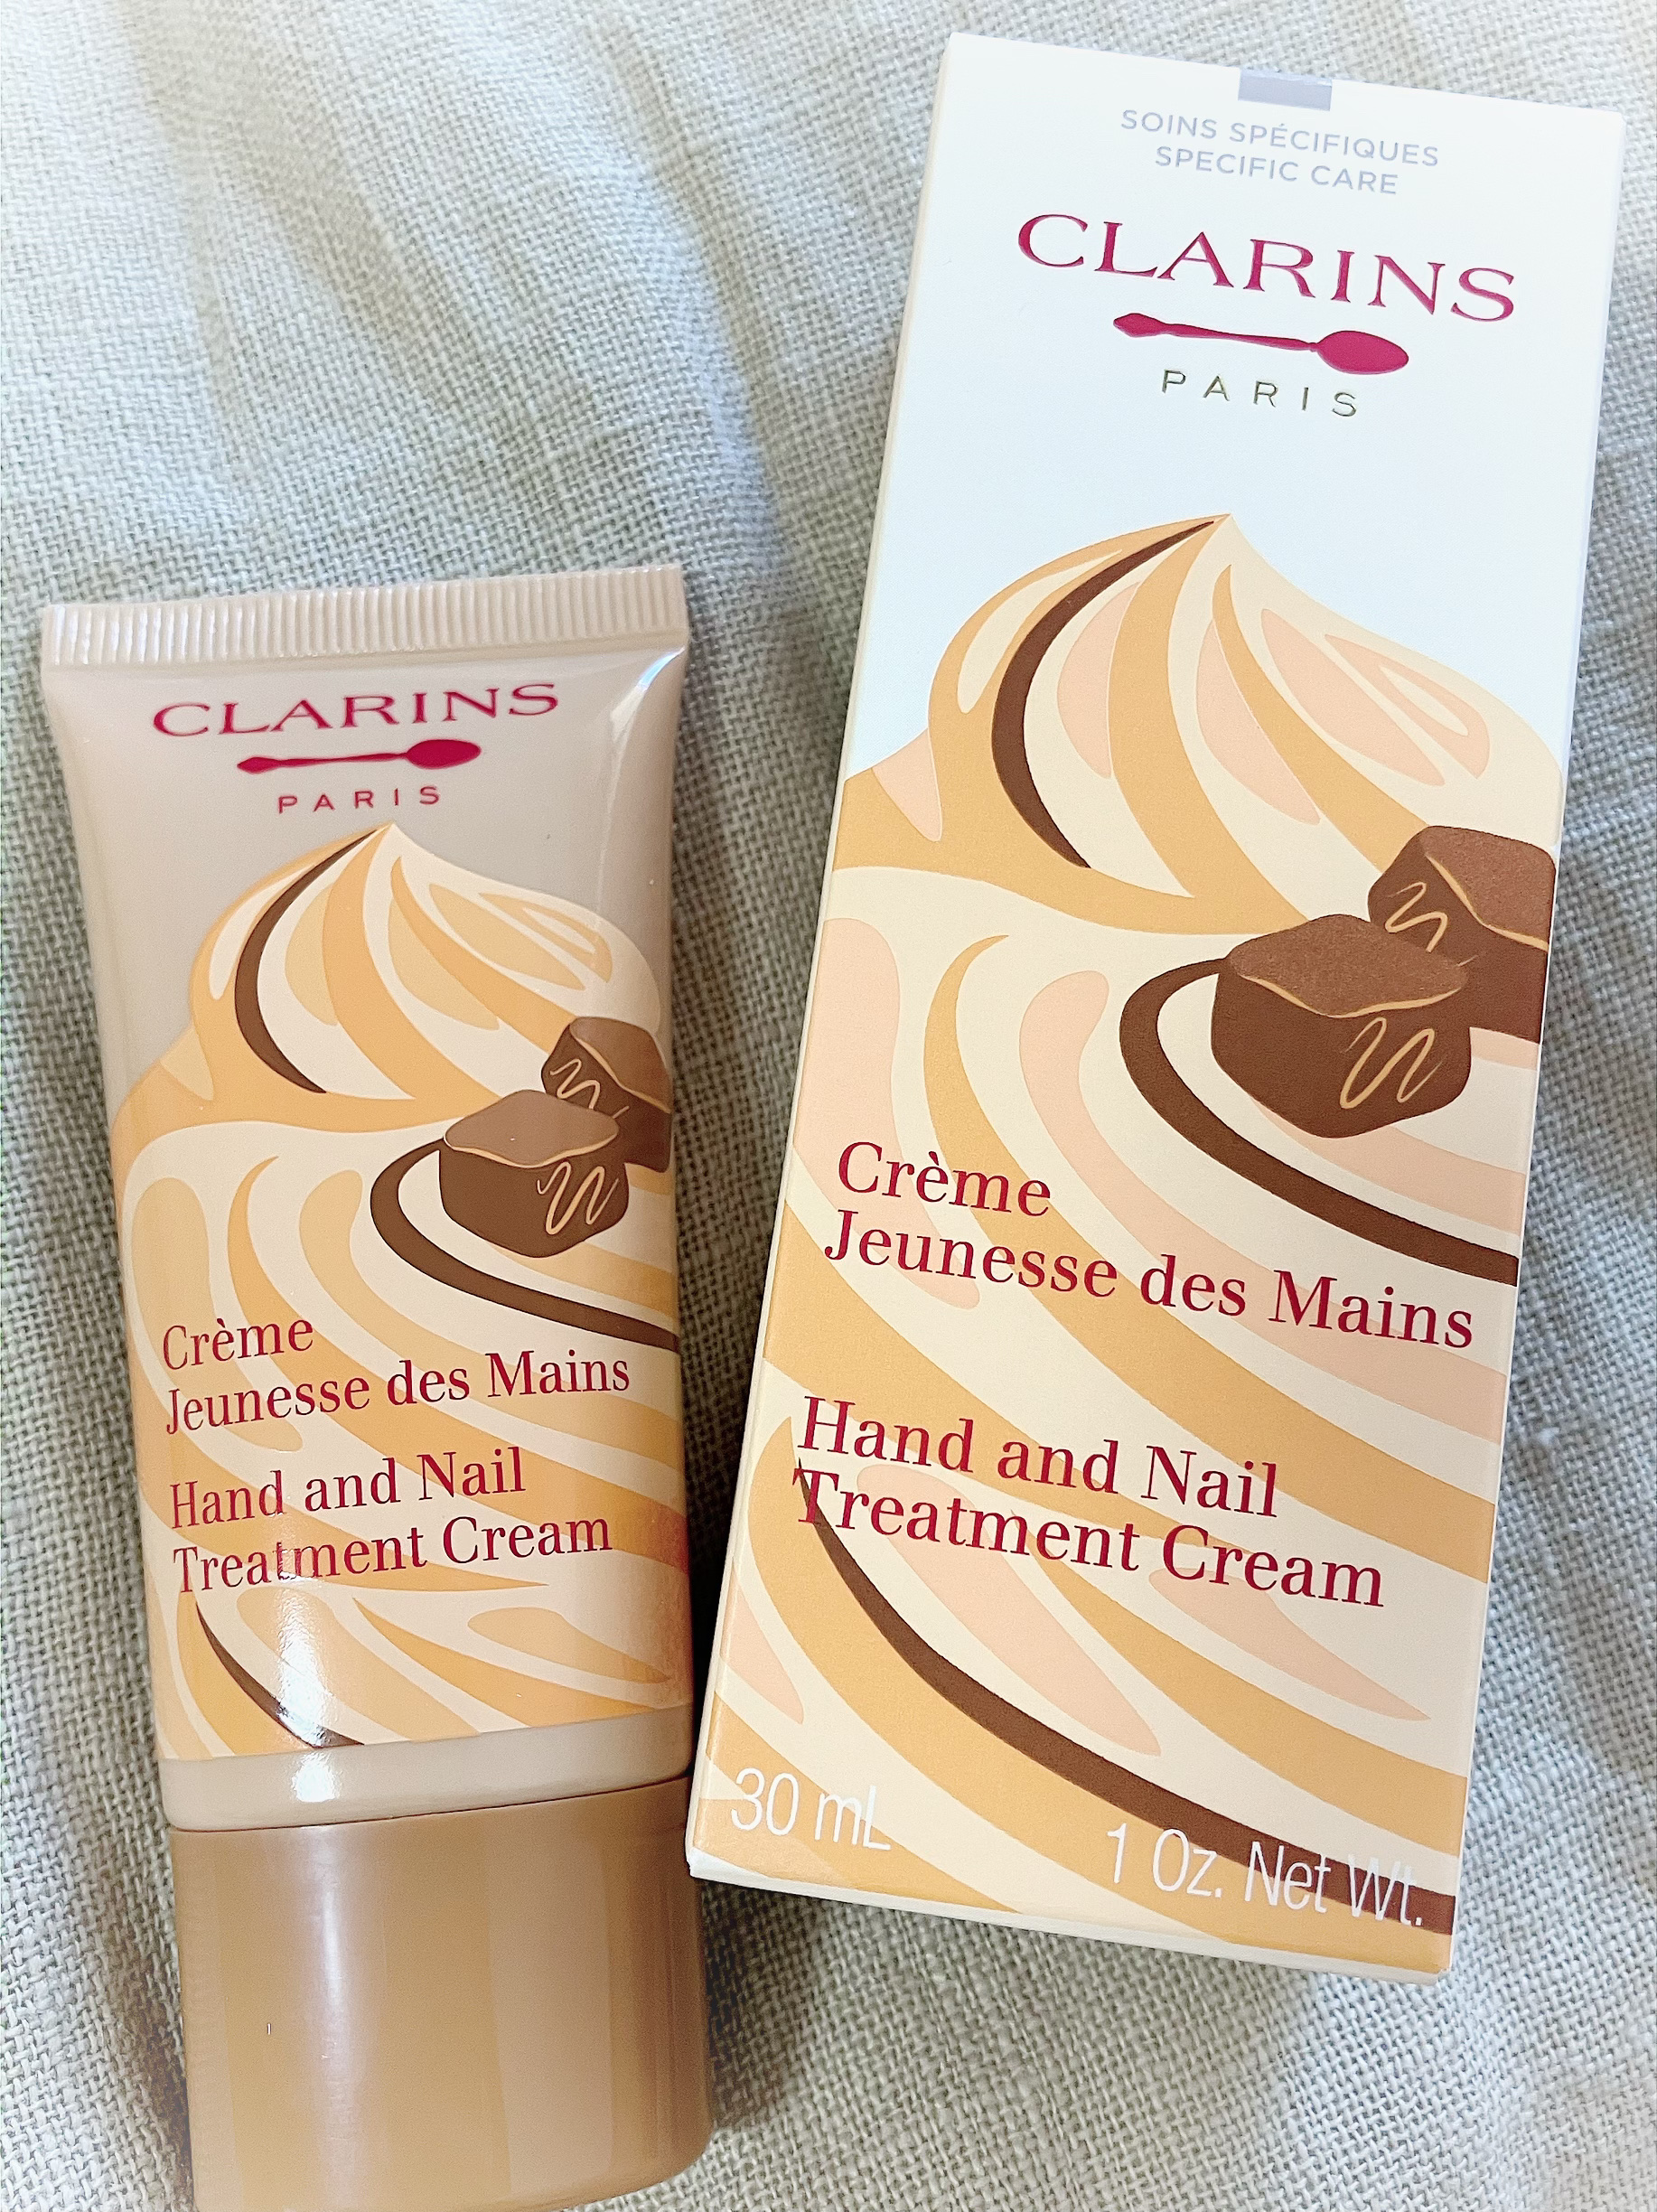 CLARINS
PARIS
Crème
Jeunesse des Mains
Hand and Nail
Treatment Cream
SOINS SPÉCIFIQUES
SPECIFIC CARE
CLARINS
PARIS
Crème
Jeunesse des Mains
Hand and Nail
Treatment Cream
30 mL
1 Oz. Net Wt.